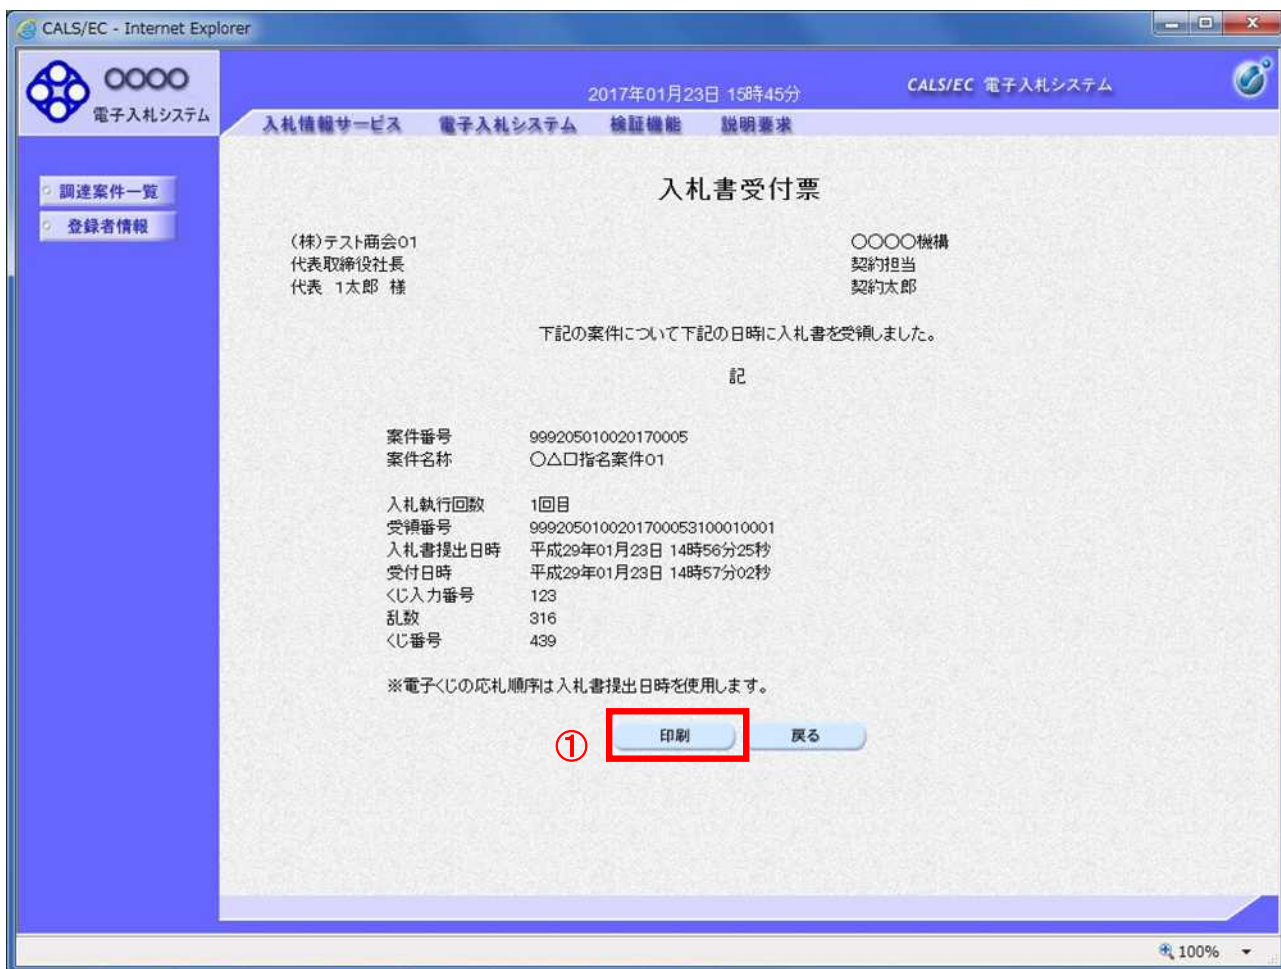 CALS/EC - Internet Explorer
〇〇〇〇
電子入札システム
2017年01月23日 15時45分
CALS/EC 電子入札システム
入札情報サービス 電子入札システム 検証機能 説明要求
調達案件一覧
登録者情報
入札書受付票
(株)テスト商会01
代表取締役社長
代表 1太郎 様
〇〇〇〇機構
契約担当
契約太郎
下記の案件について下記の日時に入札書を受領しました。
記
案件番号 999205010020170005
案件名称 〇△口指名案件01
入札執行回数 1回目
受領番号 9992050100201700053100010001
入札書提出日時 平成29年01月23日 14時56分25秒
受付日時 平成29年01月23日 14時57分02秒
くじ入力番号 123
乱数 316
くじ番号 439
※電子くじの応札順序は入札書提出日時を使用します。
① 印刷 戻る
100%